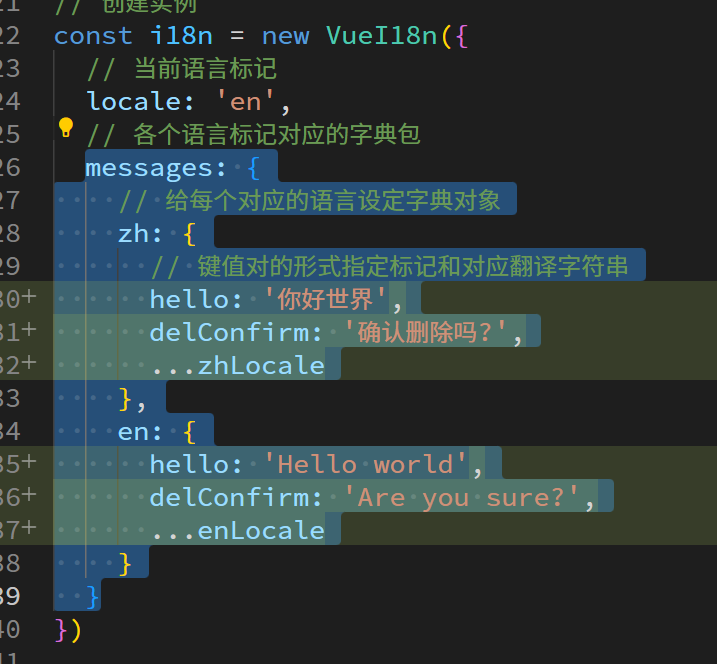 // 创建实例
22 const i18n = new VueI18n({
23 // 当前语言标记
24 locale: 'en',
25 // 各个语言标记对应的字典包
26 messages: {
27 // 给每个对应的语言设定字典对象
28 zh: {
29 // 键值对的形式指定标记和对应翻译字符串
30+ hello: '你好世界',
31+ delConfirm: '确认删除吗?',
32+ ...zhLocale
33 },
34 en: {
35+ hello: 'Hello world',
36+ delConfirm: 'Are you sure?',
37+ ...enLocale
38 }
39 }
40 })